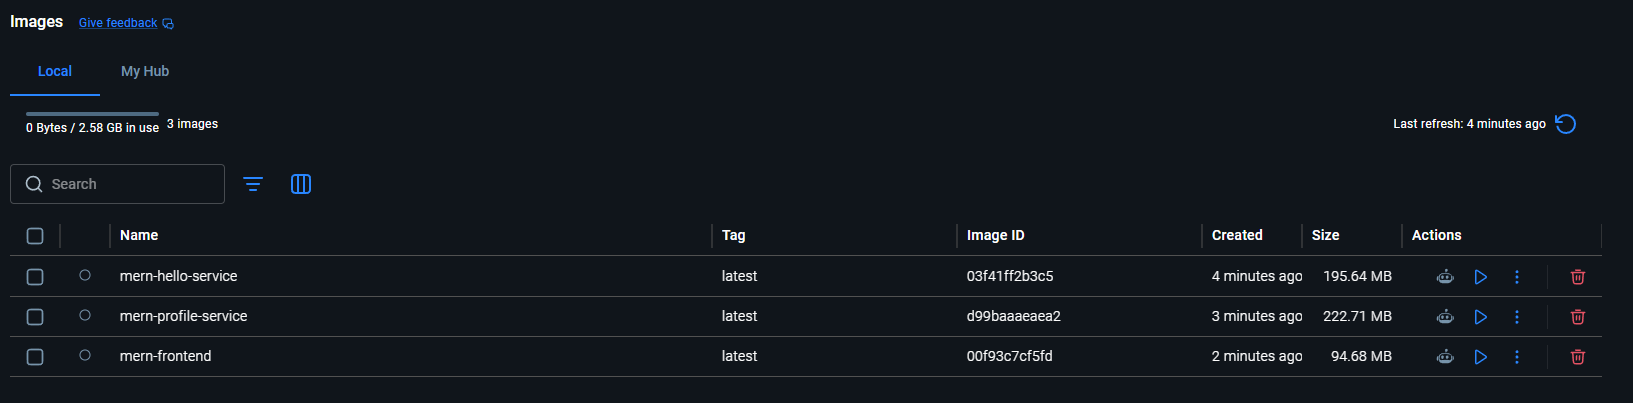 Images Give feedback
Local My Hub
0 Bytes / 2.58 GB in use 3 images Last refresh: 4 minutes ago
Search
Name Tag Image ID Created Size Actions
mern-hello-service latest 03f41ff2b3c5 4 minutes ago 195.64 MB
mern-profile-service latest d99baaaeaea2 3 minutes ago 222.71 MB
mern-frontend latest 00f93c7cf5fd 2 minutes ago 94.68 MB